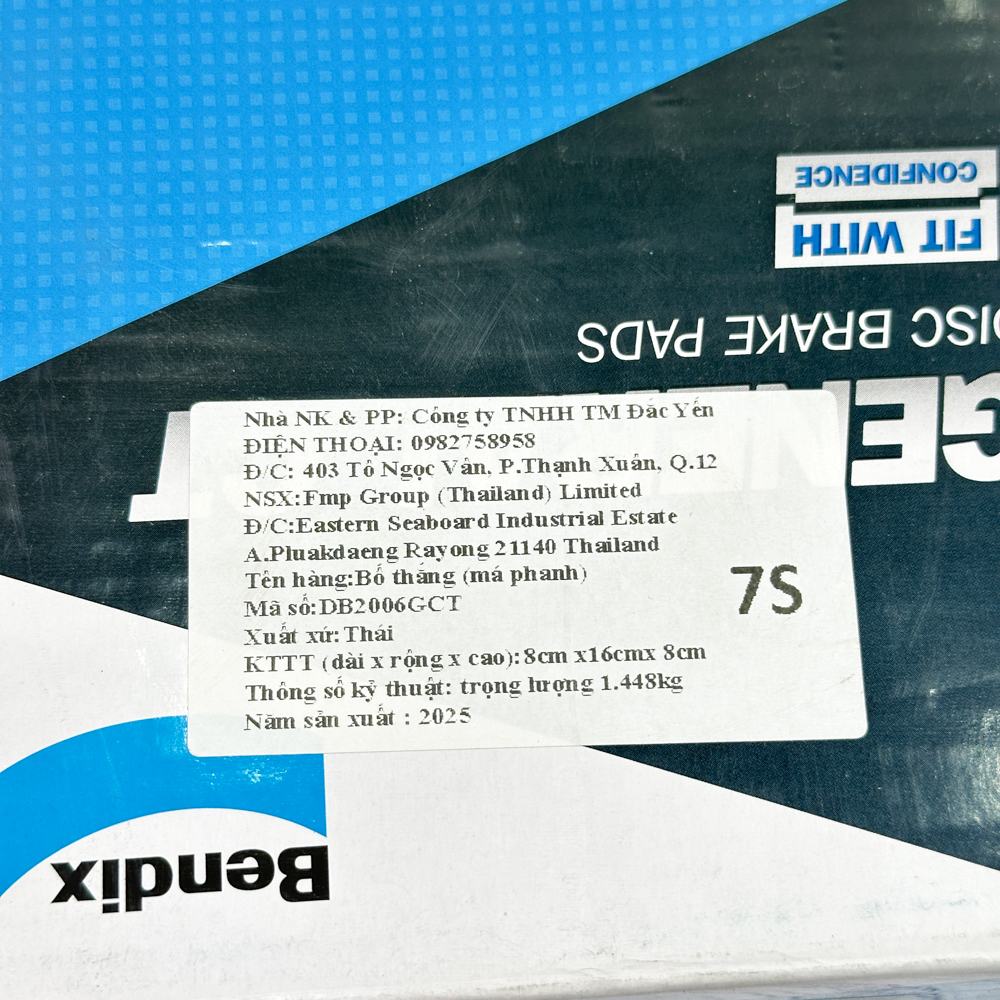 CONFIDENCE
FIT WITH
DISC BRAKE PADS
Nhà NK & PP: Công ty TNHH TM Đắc Yến
ĐIỆN THOẠI: 0982758958
Đ/C: 403 Tô Ngọc Vân, P.Thạnh Xuân, Q.12
NSX:Fmp Group (Thailand) Limited
Đ/C:Eastern Seaboard Industrial Estate
A.Pluakdaeng Rayong 21140 Thailand
Tên hàng:Bố thắng (má phanh)
Mã số:DB2006GCT
7S
Xuất xứ: Thái
KTTT (dài x rộng x cao): 8cm x16cmx 8cm
Thông số kỹ thuật: trọng lượng 1.448kg
Năm sản xuất : 2025
Bendix